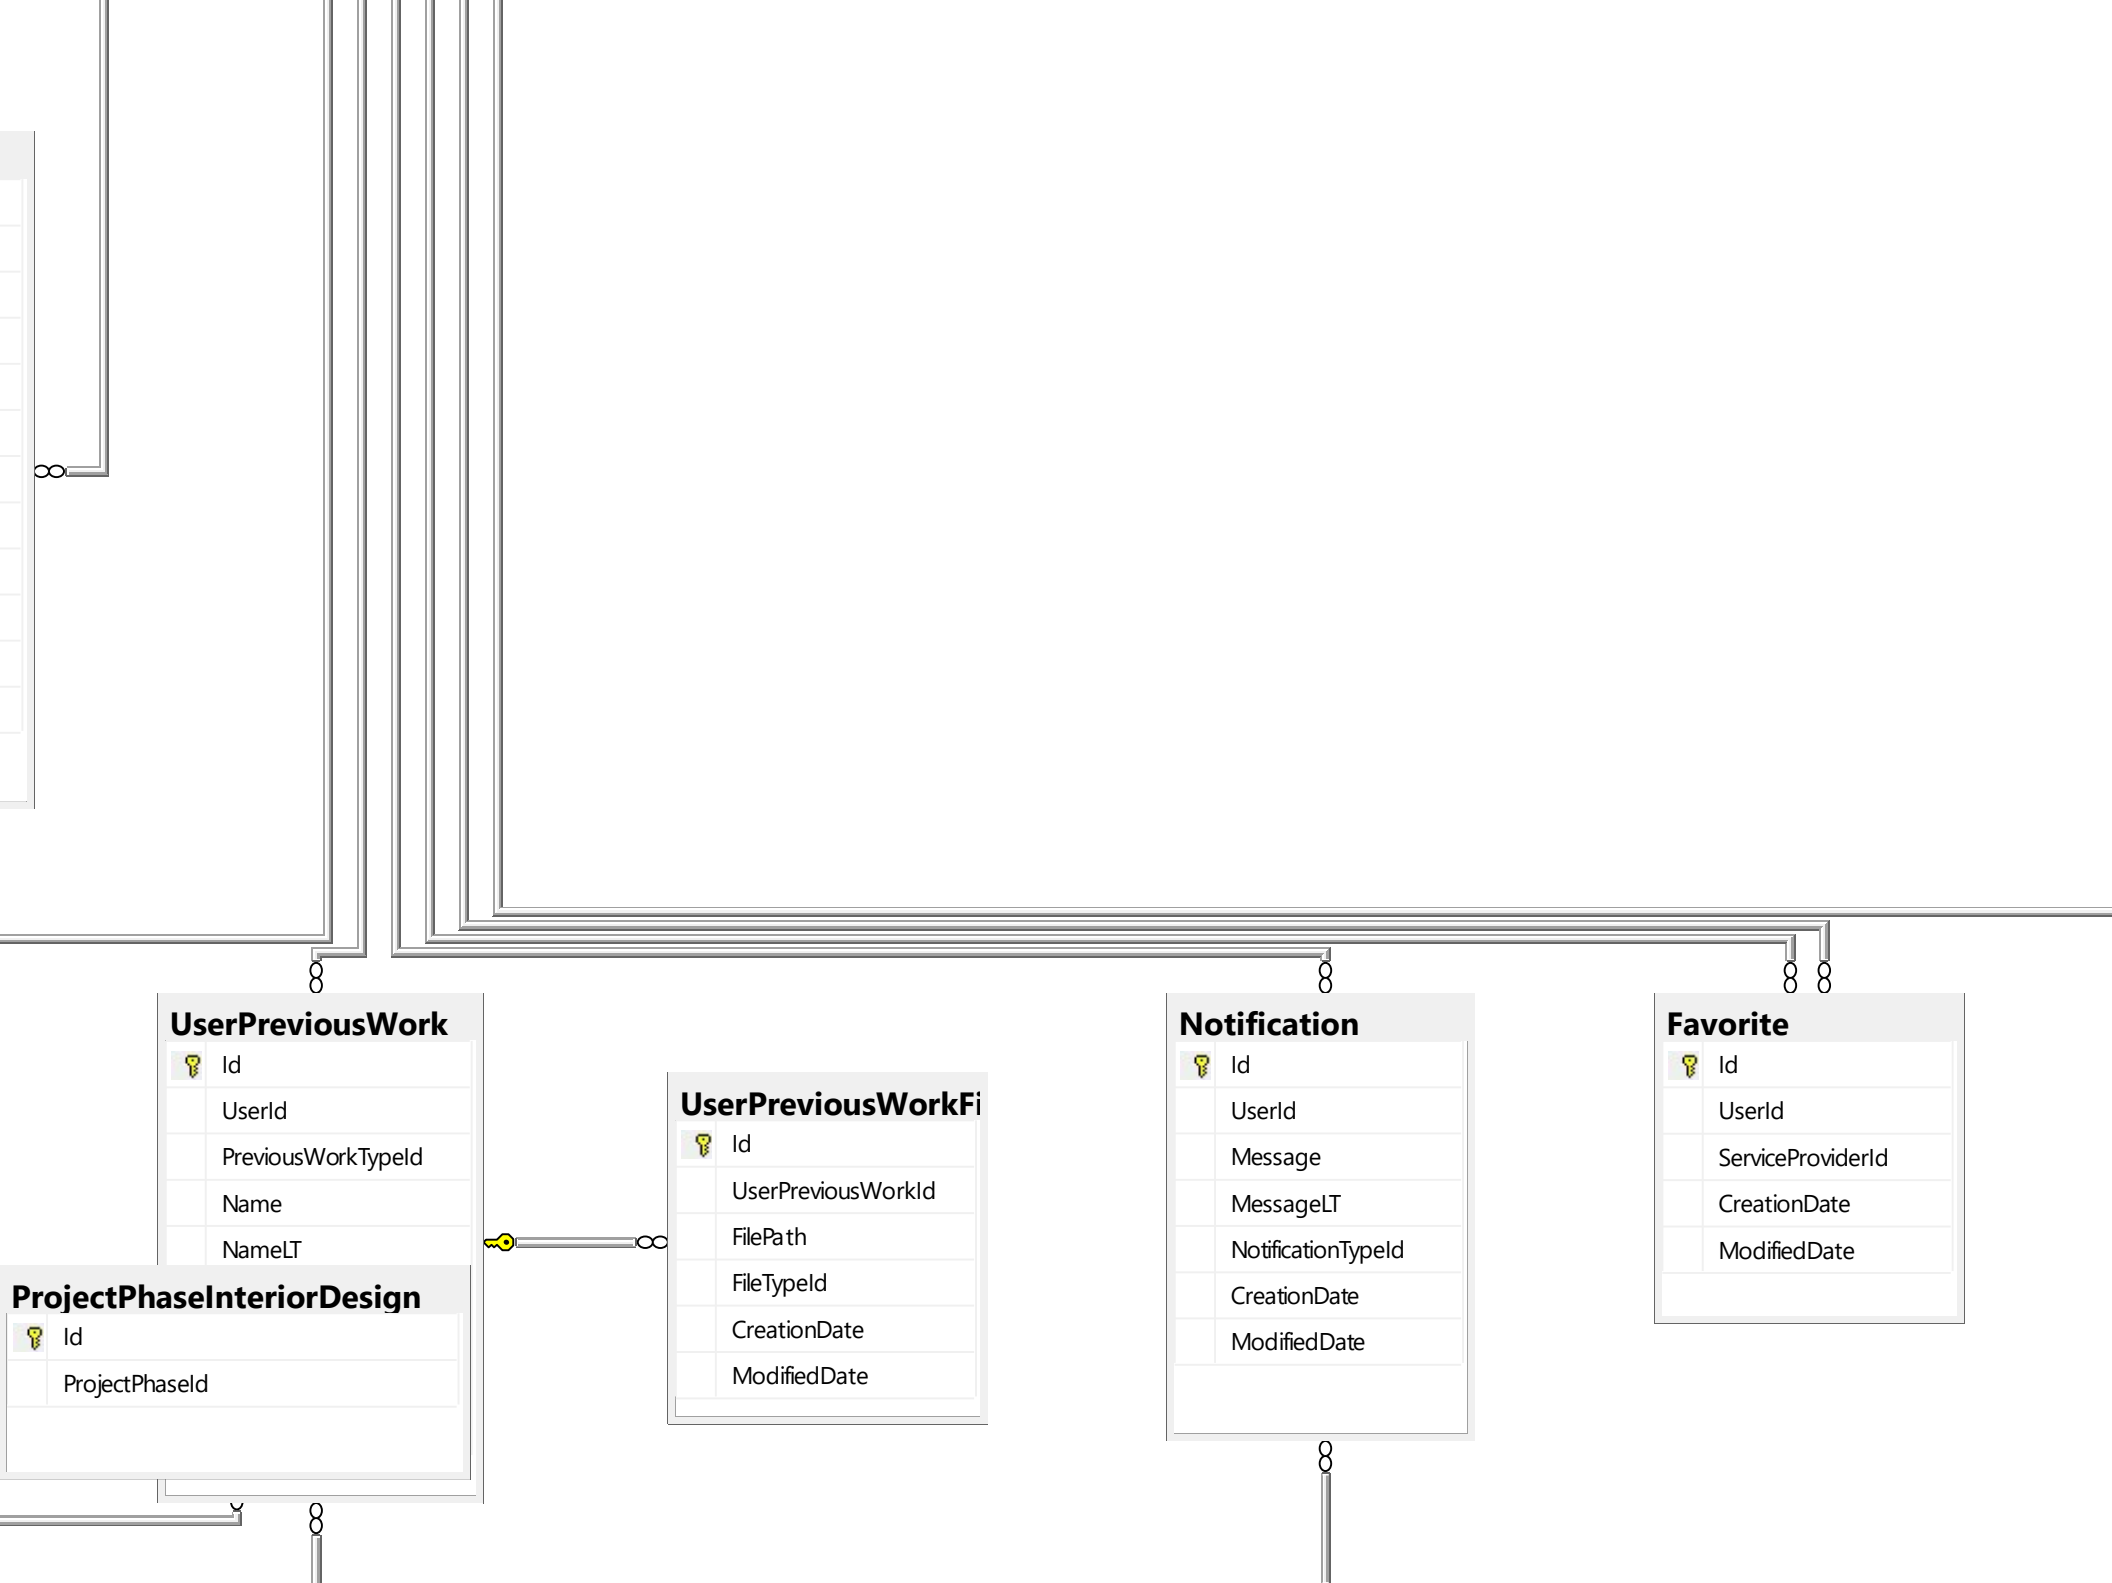 UserPreviousWork
Id
UserId
PreviousWorkTypeId
Name
NameLT
ProjectPhaseInteriorDesign
Id
ProjectPhaseId
UserPreviousWorkFi
Id
UserPreviousWorkId
FilePath
FileTypeId
CreationDate
ModifiedDate
Notification
Id
UserId
Message
MessageLT
NotificationTypeId
CreationDate
ModifiedDate
Favorite
Id
UserId
ServiceProviderId
CreationDate
ModifiedDate